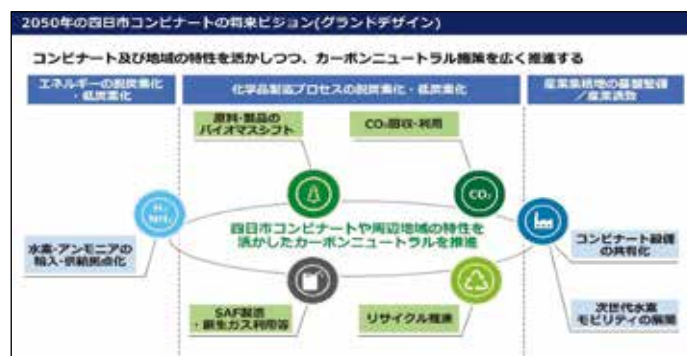 2050年の四日市コンビナートの将来ビジョン(グランドデザイン)
コンビナート及び地域の特性を活かしつつ、カーボンニュートラル施策を広く推進する
エネルギーの脱炭素化
・低炭素化
化学品製造プロセスの脱炭素化・低炭素化
産業集積地の基盤整備
/産業誘致
原料・製品の
バイオマスシフト
CO₂回収・利用
H₂
NH₃
CO₂
四日市コンビナートや周辺地域の特性を
活かしたカーボンニュートラルを推進
水素・アンモニアの
輸入・供給拠点化
コンビナート設備
の共有化
SAF製造
・副生ガス利用等
リサイクル推進
次世代水素
モビリティの展開